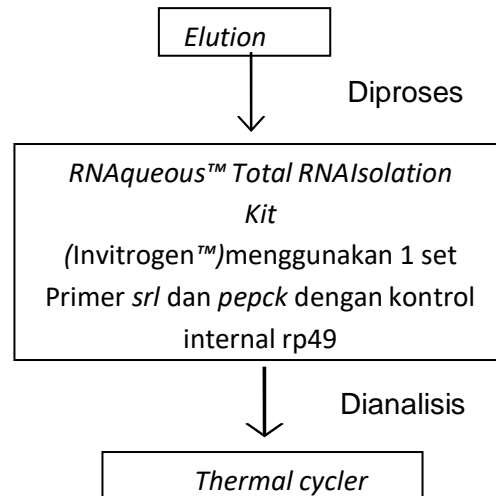 Elution
Diproses
RNAqueous™ Total RNAIsolation
Kit
(Invitrogen™)menggunakan 1 set
Primer srl dan pepck dengan kontrol
internal rp49
Dianalisis
Thermal cycler